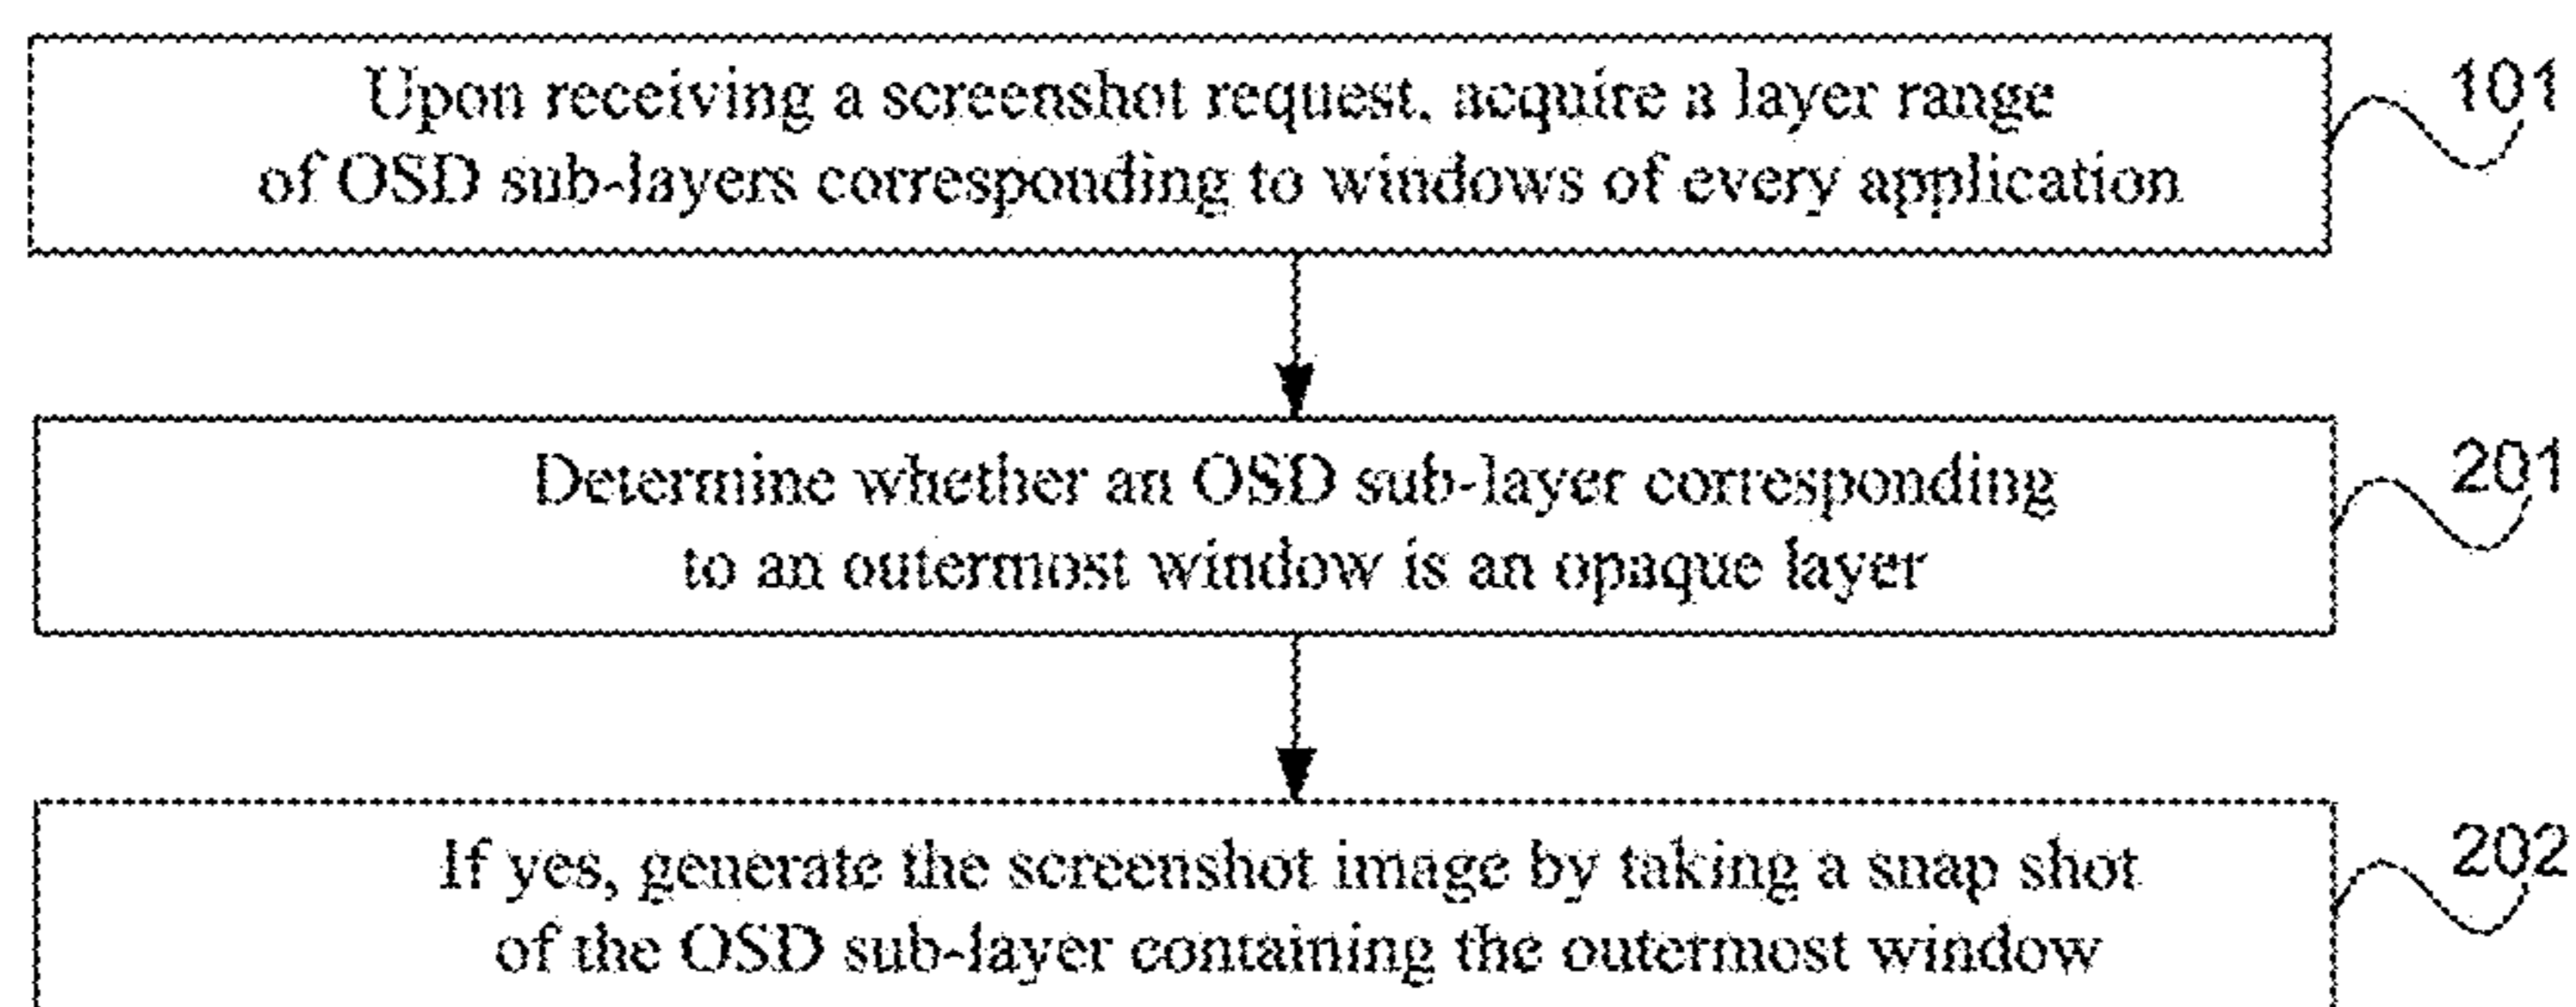 Upon receiving a screenshot request, acquire a layer range
of OSD sub-layers corresponding to windows of every application
101
Determine whether an OSD sub-layer corresponding
to an outermost window is an opaque layer
201
If yes, generate the screenshot image by taking a snap shot
of the OSD sub-layer containing the outermost window
202